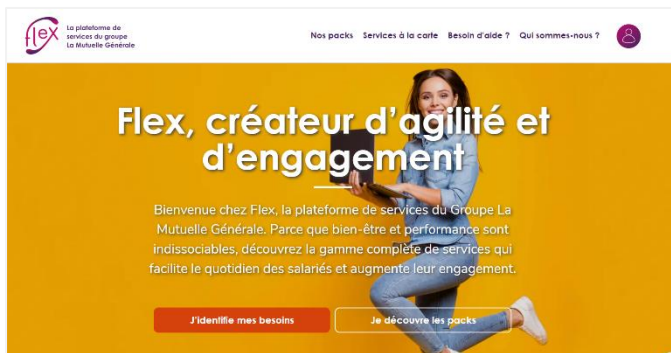 flex
La plateforme de
services du groupe
La Mutuelle Générale
Nos packs Services à la carte Besoin d'aide ? Qui sommes-nous ?
Flex, créateur d'agilité et
d'engagement
Bienvenue chez Flex, la plateforme de services du Groupe La
Mutuelle Générale. Parce que bien-être et performance sont
indissociables, découvrez la gamme complète de services qui
facilite le quotidien des salariés et augmente leur engagement.
J'identifie mes besoins Je découvre les packs